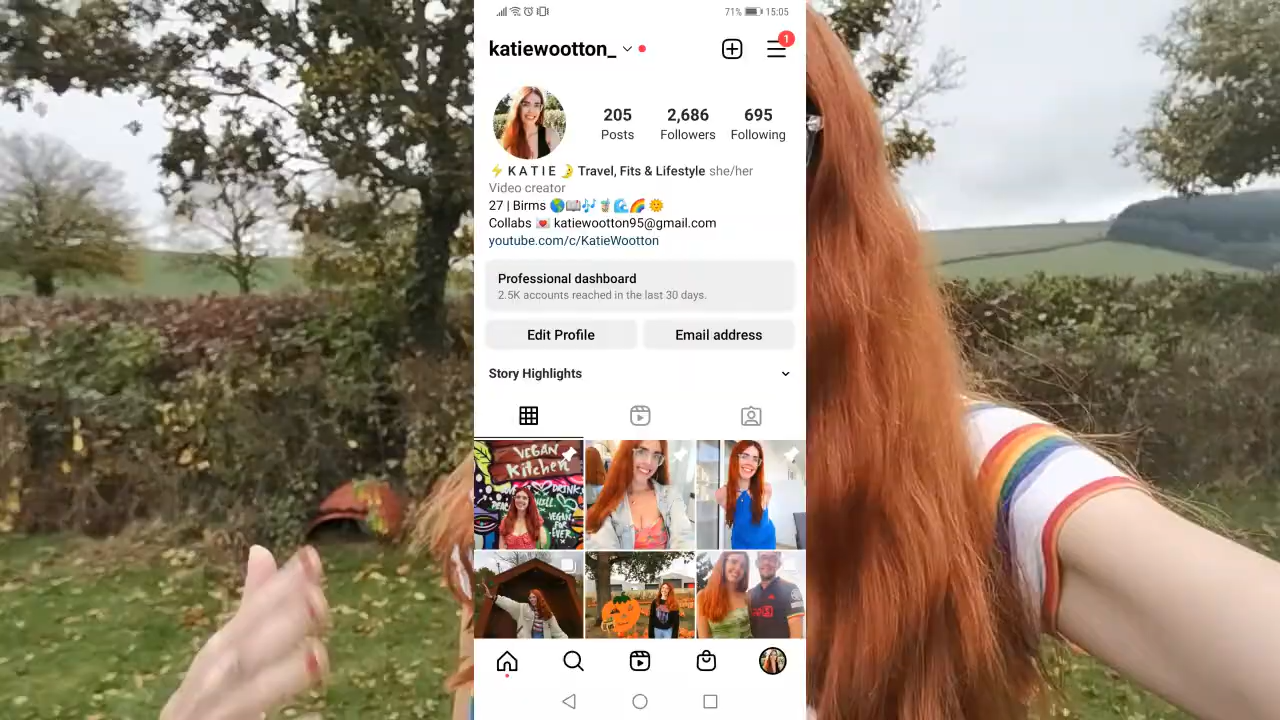 71% 15:05
katiewootton_
1
205 2,686 695
Posts Followers Following
⚡ K A T I E 🌛 Travel, Fits & Lifestyle she/her
Video creator
27 | Birms 🌎📖🎶🧋🌊🌈🌞
Collabs 💌 katiewootton95@gmail.com
youtube.com/c/KatieWootton
Professional dashboard
2.5K accounts reached in the last 30 days.
Edit Profile Email address
Story Highlights
VEGAN
Kitchen